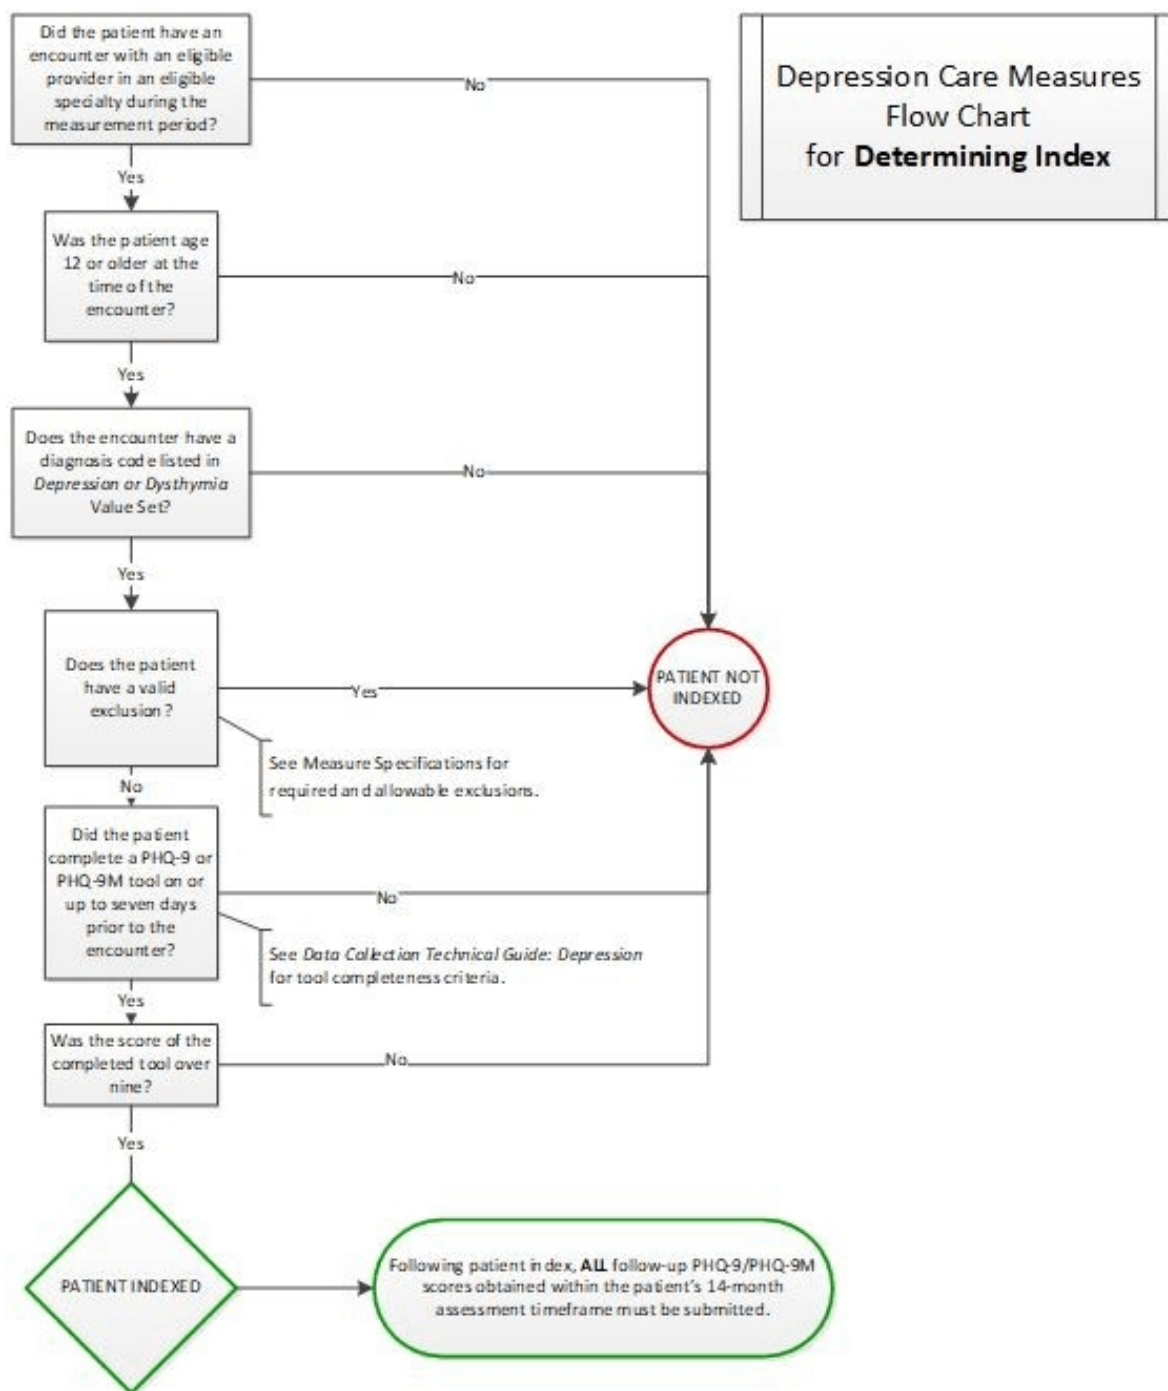 Depression Care Measures
Flow Chart
for Determining Index
Did the patient have an
encounter with an eligible
provider in an eligible
specialty during the
measurement period?
No
Yes
Was the patient age
12 or older at the
time of the
encounter?
No
Yes
Does the encounter have a
diagnosis code listed in
Depression or Dysthymia
Value Set?
No
Yes
Does the patient
have a valid
exclusion?
Yes
PATIENT NOT
INDEXED
See Measure Specifications for
required and allowable exclusions.
No
Did the patient
complete a PHQ-9 or
PHQ-9M tool on or
up to seven days
prior to the
encounter?
No
See Data Collection Technical Guide: Depression
for tool completeness criteria.
Yes
Was the score of the
completed tool over
nine?
No
Yes
PATIENT INDEXED
Following patient index, ALL follow-up PHQ-9/PHQ-9M
scores obtained within the patient's 14-month
assessment timeframe must be submitted.